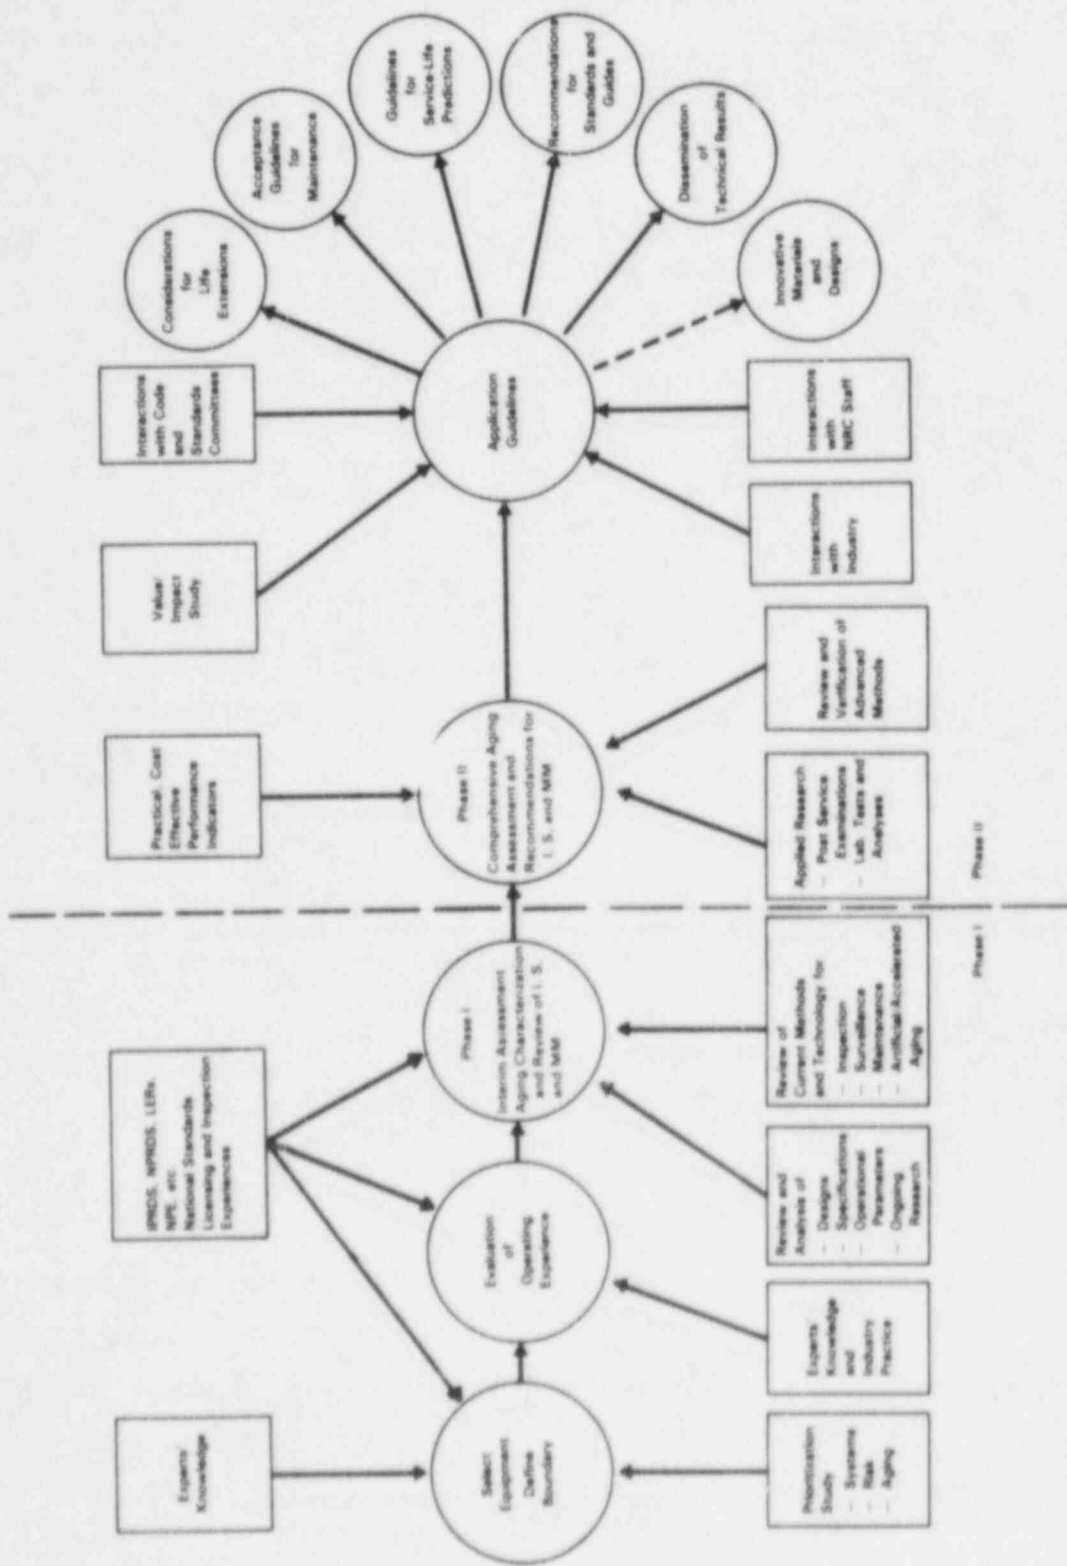 Experts'
Knowledge
IPRDS, NPRDS, LERs,
NPE, etc.
National Standards
Licensing and Inspection
Experiences
Practical, Cost
Effective
Performance
Indicators
Value/
Impact
Study
Interactions
with Code
and
Standards
Committees
Select
Equipment,
Define
Boundary
Evaluation
of
Operating
Experience
Phase I
Interim Assessment
Aging Characterization
and Review of I. S.
and MM
Phase II
Comprehensive Aging
Assessment and
Recommendations for
I. S. and MM
Application
Guidelines
Considerations
for
Life
Extensions
Acceptance
Guidelines
for
Maintenance
Guidelines
for
Service-Life
Predictions
Recommendations
for
Standards and
Guides
Dissemination
of
Technical Results
Innovative
Materials
and
Designs
Prioritization
Study
– Systems
– Risk
– Aging
Experts'
Knowledge
and
Industry
Practice
Review and
Analysis of
– Designs
– Specifications
– Operational
Parameters
– Ongoing
Research
Review of
Current Methods
and Technology for
– Inspection
– Surveillance
– Maintenance
– Artificial/Accelerated
Aging
Applied Research
– Post Service
Examinations
– Lab. Tests and
Analyses
Review and
Verification of
Advanced
Methods
Interactions
with
Industry
Interactions
with
NRC Staff
Phase I
Phase II